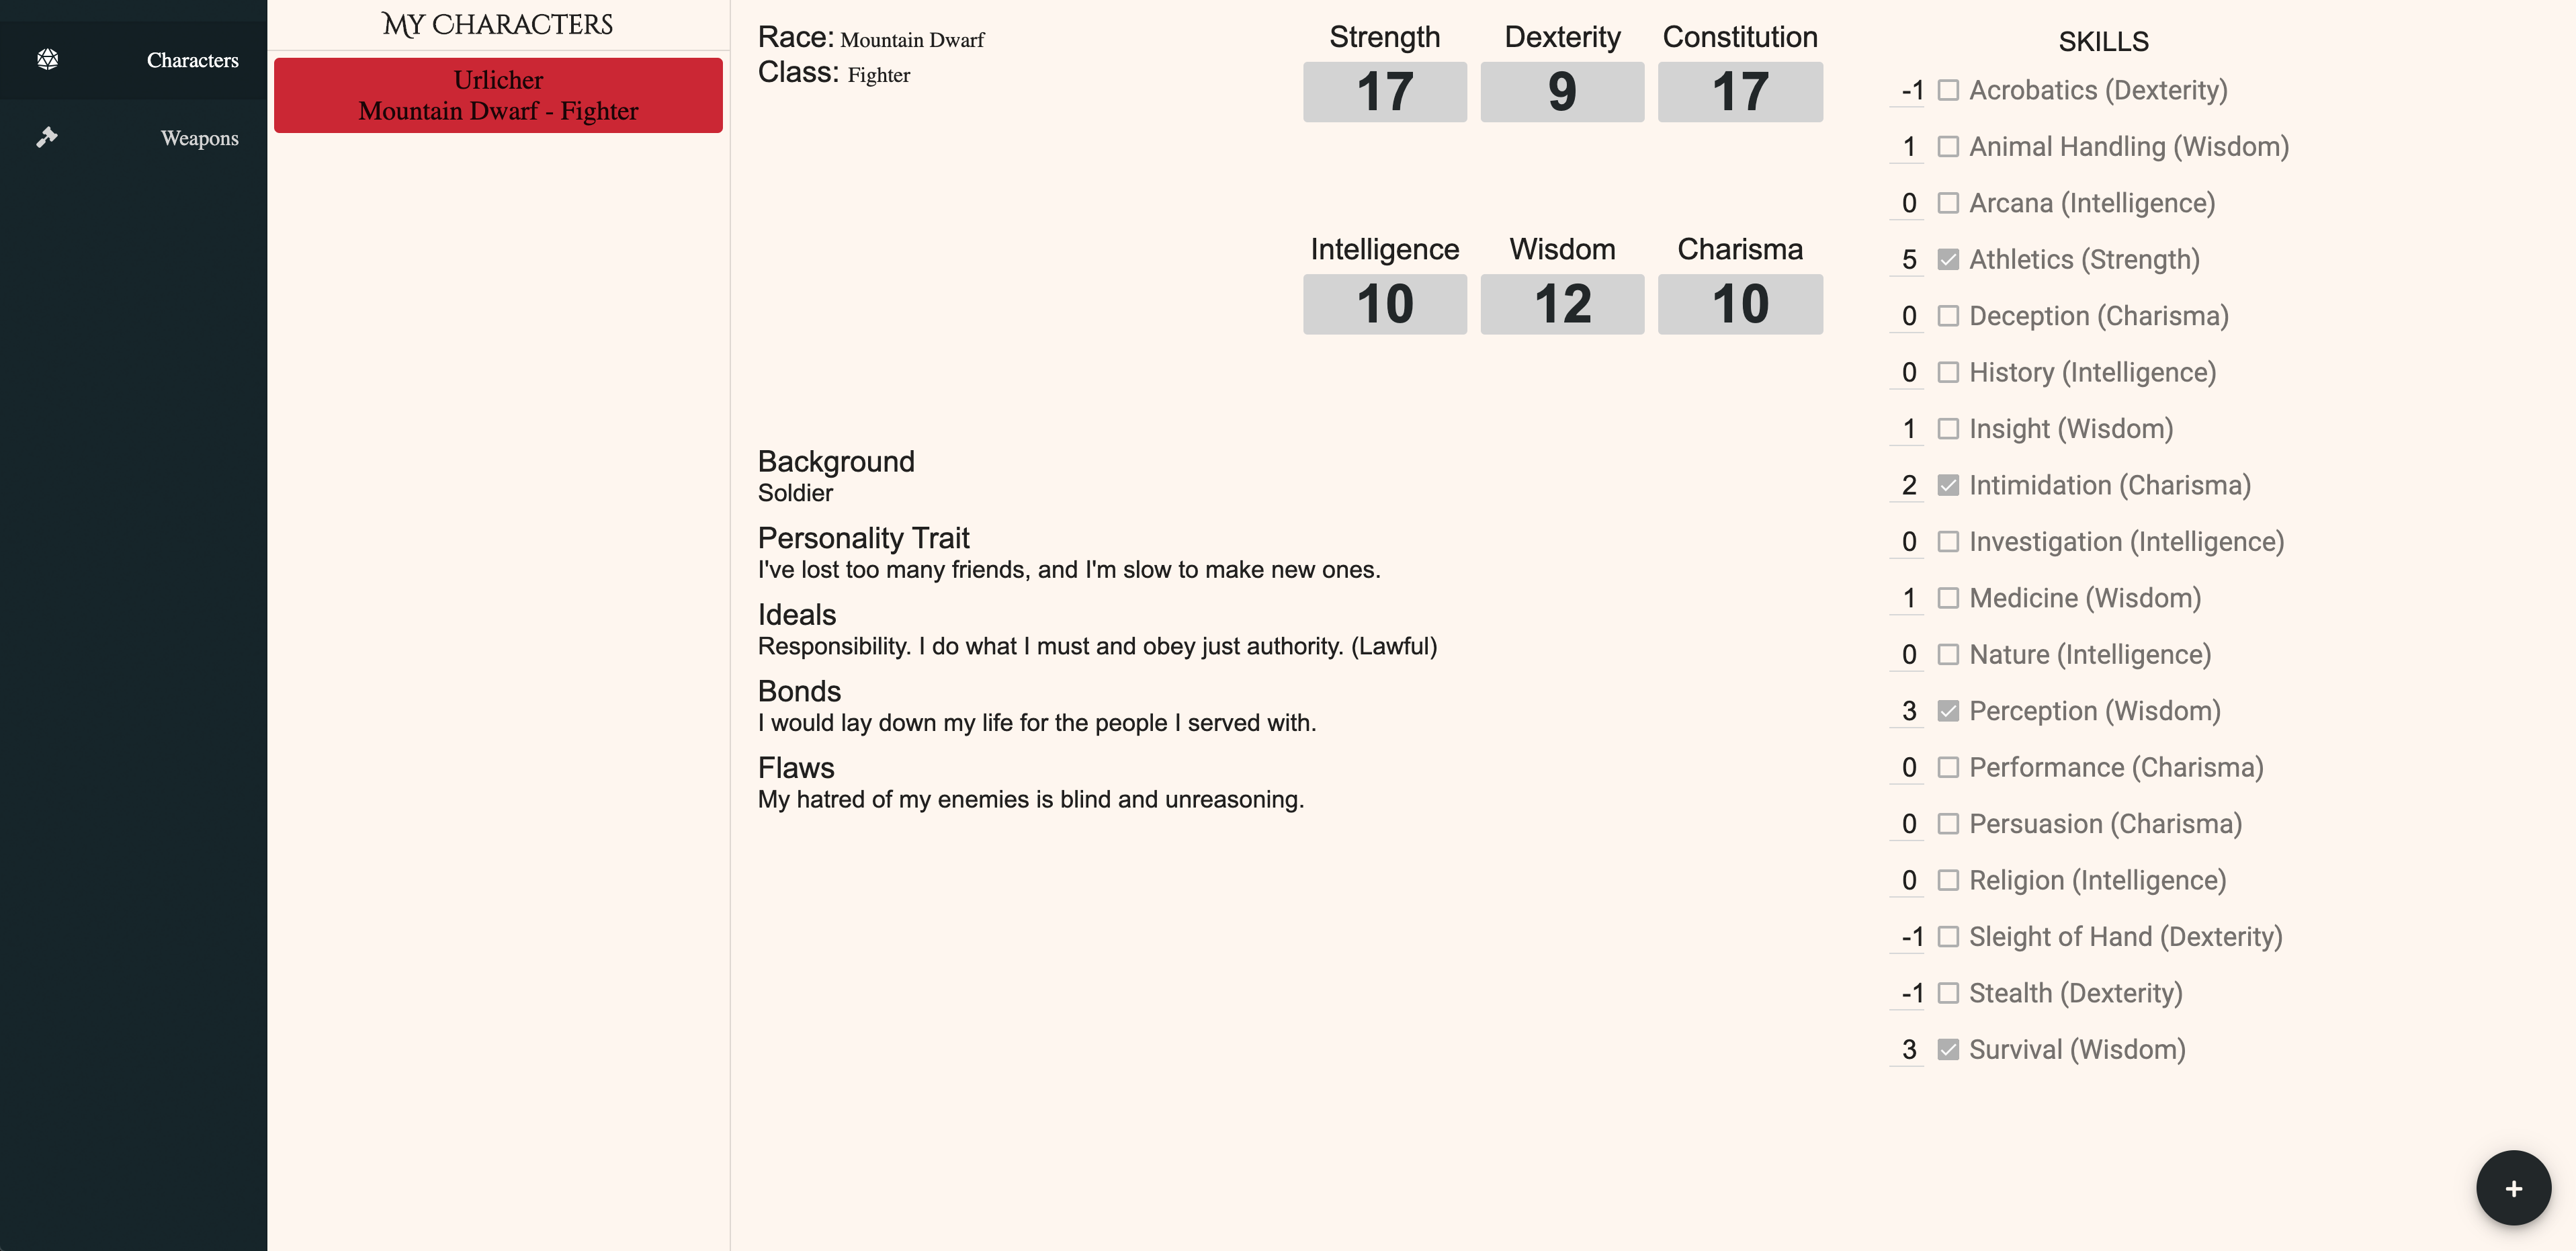 Characters
Weapons
My Characters
Urlicher
Mountain Dwarf - Fighter
Race: Mountain Dwarf
Class: Fighter
Strength Dexterity Constitution
17 9 17
Intelligence Wisdom Charisma
10 12 10
Background
Soldier
Personality Trait
I've lost too many friends, and I'm slow to make new ones.
Ideals
Responsibility. I do what I must and obey just authority. (Lawful)
Bonds
I would lay down my life for the people I served with.
Flaws
My hatred of my enemies is blind and unreasoning.
SKILLS
-1 Acrobatics (Dexterity)
1 Animal Handling (Wisdom)
0 Arcana (Intelligence)
5 Athletics (Strength)
0 Deception (Charisma)
0 History (Intelligence)
1 Insight (Wisdom)
2 Intimidation (Charisma)
0 Investigation (Intelligence)
1 Medicine (Wisdom)
0 Nature (Intelligence)
3 Perception (Wisdom)
0 Performance (Charisma)
0 Persuasion (Charisma)
0 Religion (Intelligence)
-1 Sleight of Hand (Dexterity)
-1 Stealth (Dexterity)
3 Survival (Wisdom)
+